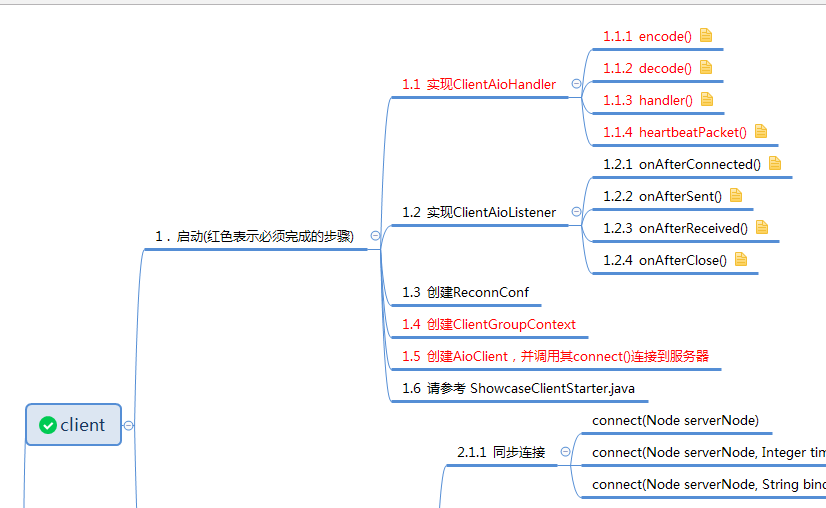 client
1 . 启动(红色表示必须完成的步骤)
1.1 实现ClientAioHandler
1.1.1 encode()
1.1.2 decode()
1.1.3 handler()
1.1.4 heartbeatPacket()
1.2 实现ClientAioListener
1.2.1 onAfterConnected()
1.2.2 onAfterSent()
1.2.3 onAfterReceived()
1.2.4 onAfterClose()
1.3 创建ReconnConf
1.4 创建ClientGroupContext
1.5 创建AioClient，并调用其connect()连接到服务器
1.6 请参考 ShowcaseClientStarter.java
2.1.1 同步连接
connect(Node serverNode)
connect(Node serverNode, Integer tim
connect(Node serverNode, String bind